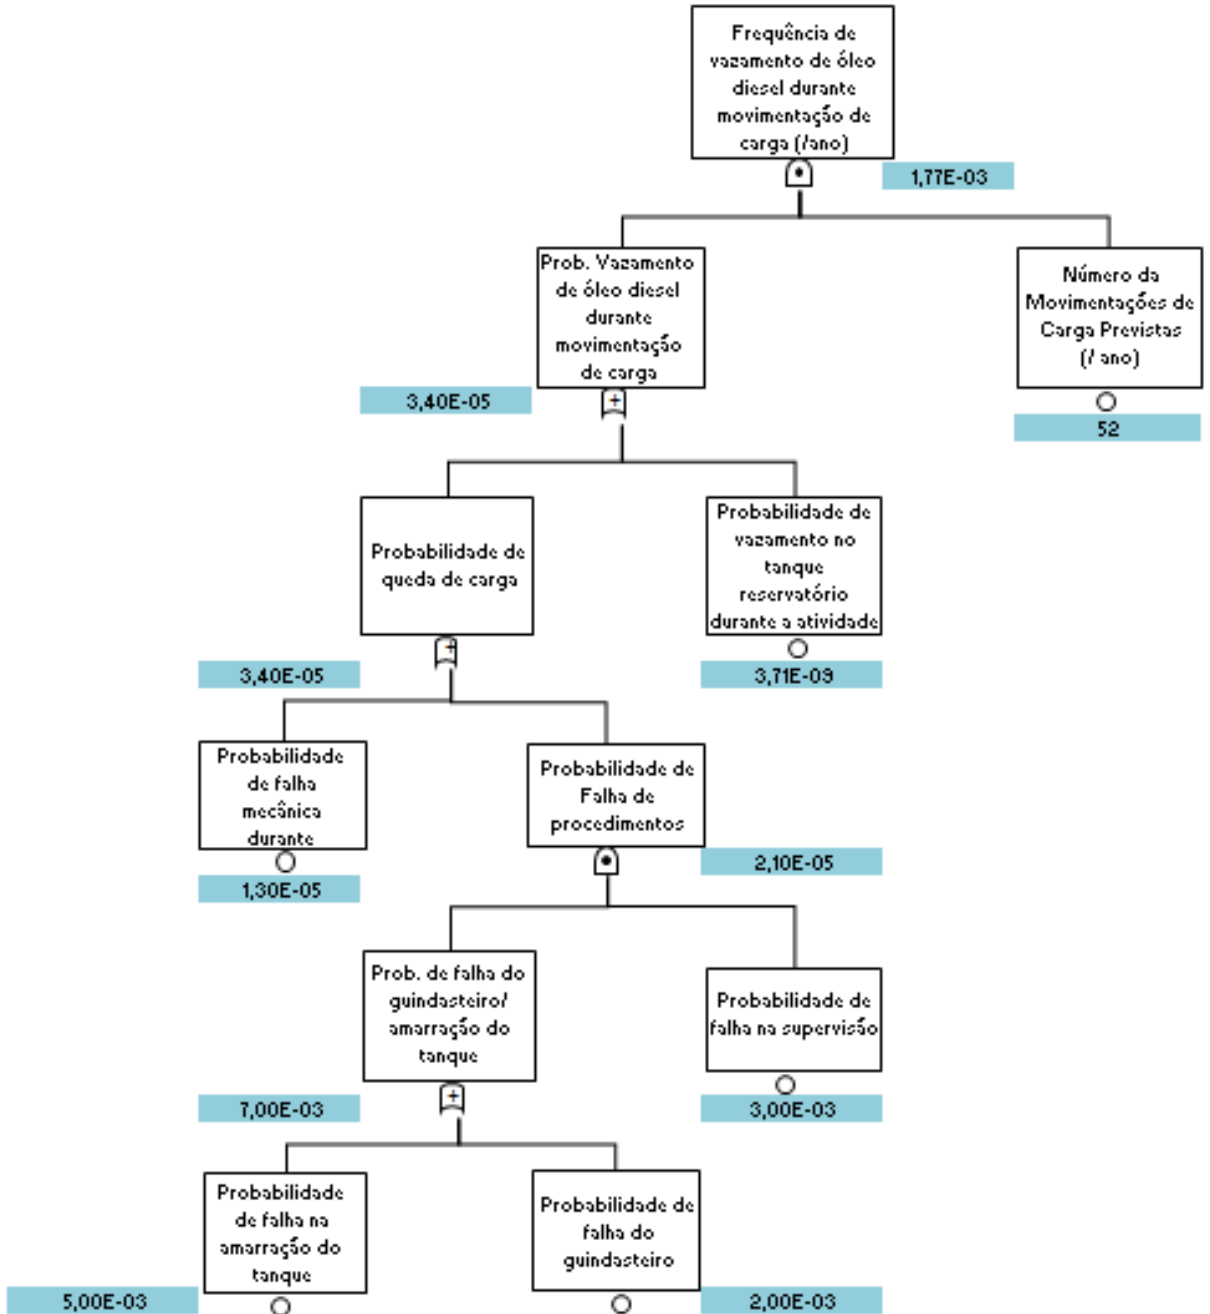 Frequência de
vazamento de óleo
diesel durante
movimentação de
carga (/ano)
1,77E-03
Prob. Vazamento
de óleo diesel
durante
movimentação
de carga
3,40E-05
Número da
Movimentações de
Carga Previstas
(/ ano)
52
Probabilidade de
queda de carga
3,40E-05
Probabilidade de
vazamento no
tanque
reservatório
durante a atividade
3,71E-09
Probabilidade
de falha
mecânica
durante
1,30E-05
Probabilidade de
Falha de
procedimentos
2,10E-05
Prob. de falha do
guindasteiro/
amarração do
tanque
7,00E-03
Probabilidade de
falha na supervisão
3,00E-03
Probabilidade
de falha na
amarração do
tanque
5,00E-03
Probabilidade de
falha do
guindasteiro
2,00E-03